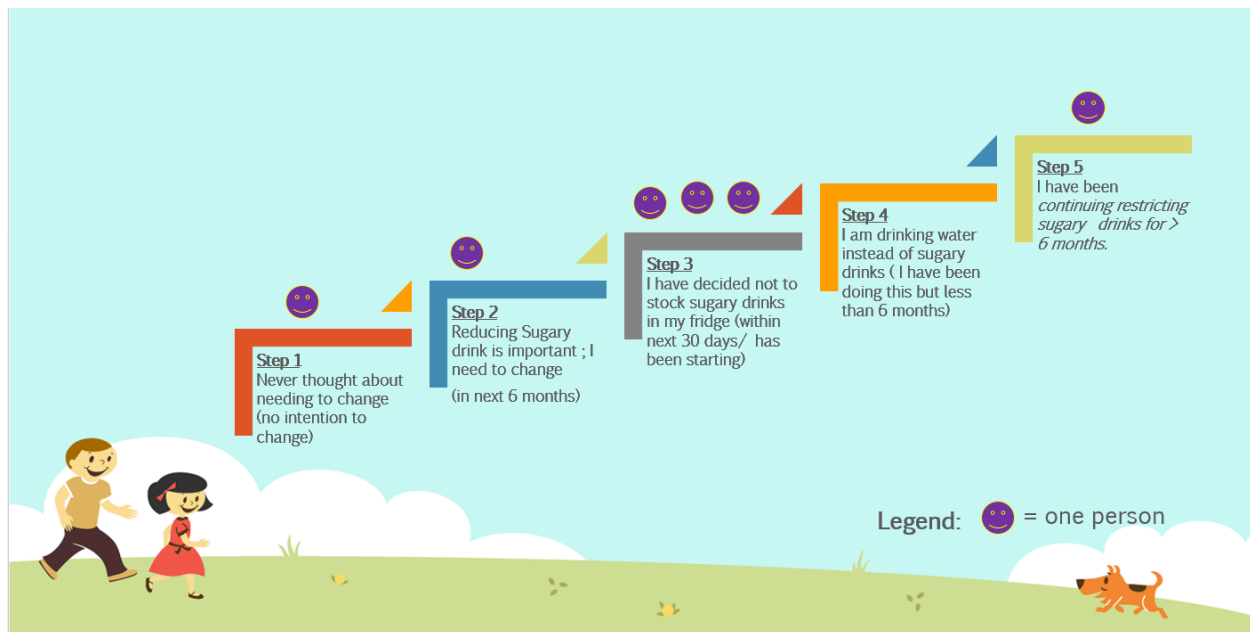 Step 1
Never thought about
needing to change
(no intention to
change)
Step 2
Reducing Sugary
drink is important ; I
need to change
(in next 6 months)
Step 3
I have decided not to
stock sugary drinks
in my fridge (within
next 30 days/ has
been starting)
Step 4
I am drinking water
instead of sugary
drinks ( I have been
doing this but less
than 6 months)
Step 5
I have been
continuing restricting
sugary drinks for >
6 months.
Legend: = one person